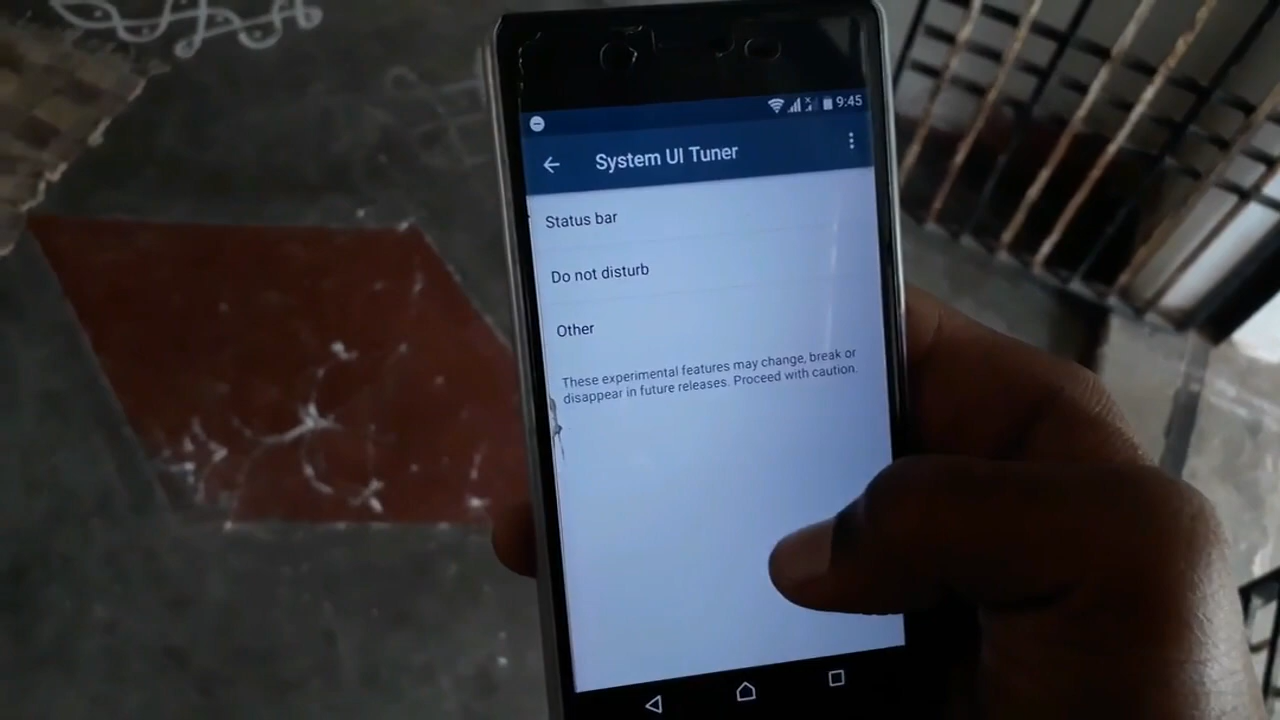 9:45
System UI Tuner
Status bar
Do not disturb
Other
These experimental features may change, break or
disappear in future releases. Proceed with caution.